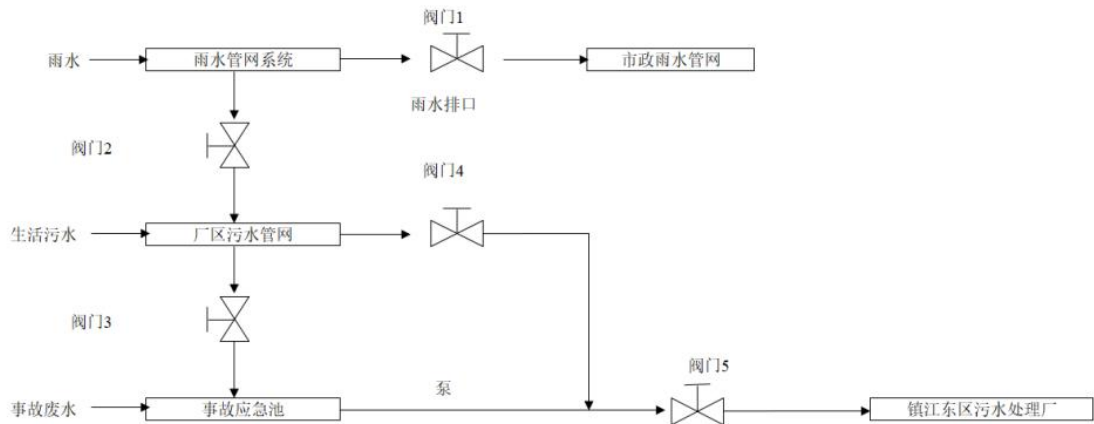 阀门1
雨水
雨水管网系统
市政雨水管网
雨水排口
阀门2
阀门4
生活污水
厂区污水管网
阀门3
阀门5
泵
事故废水
事故应急池
镇江东区污水处理厂